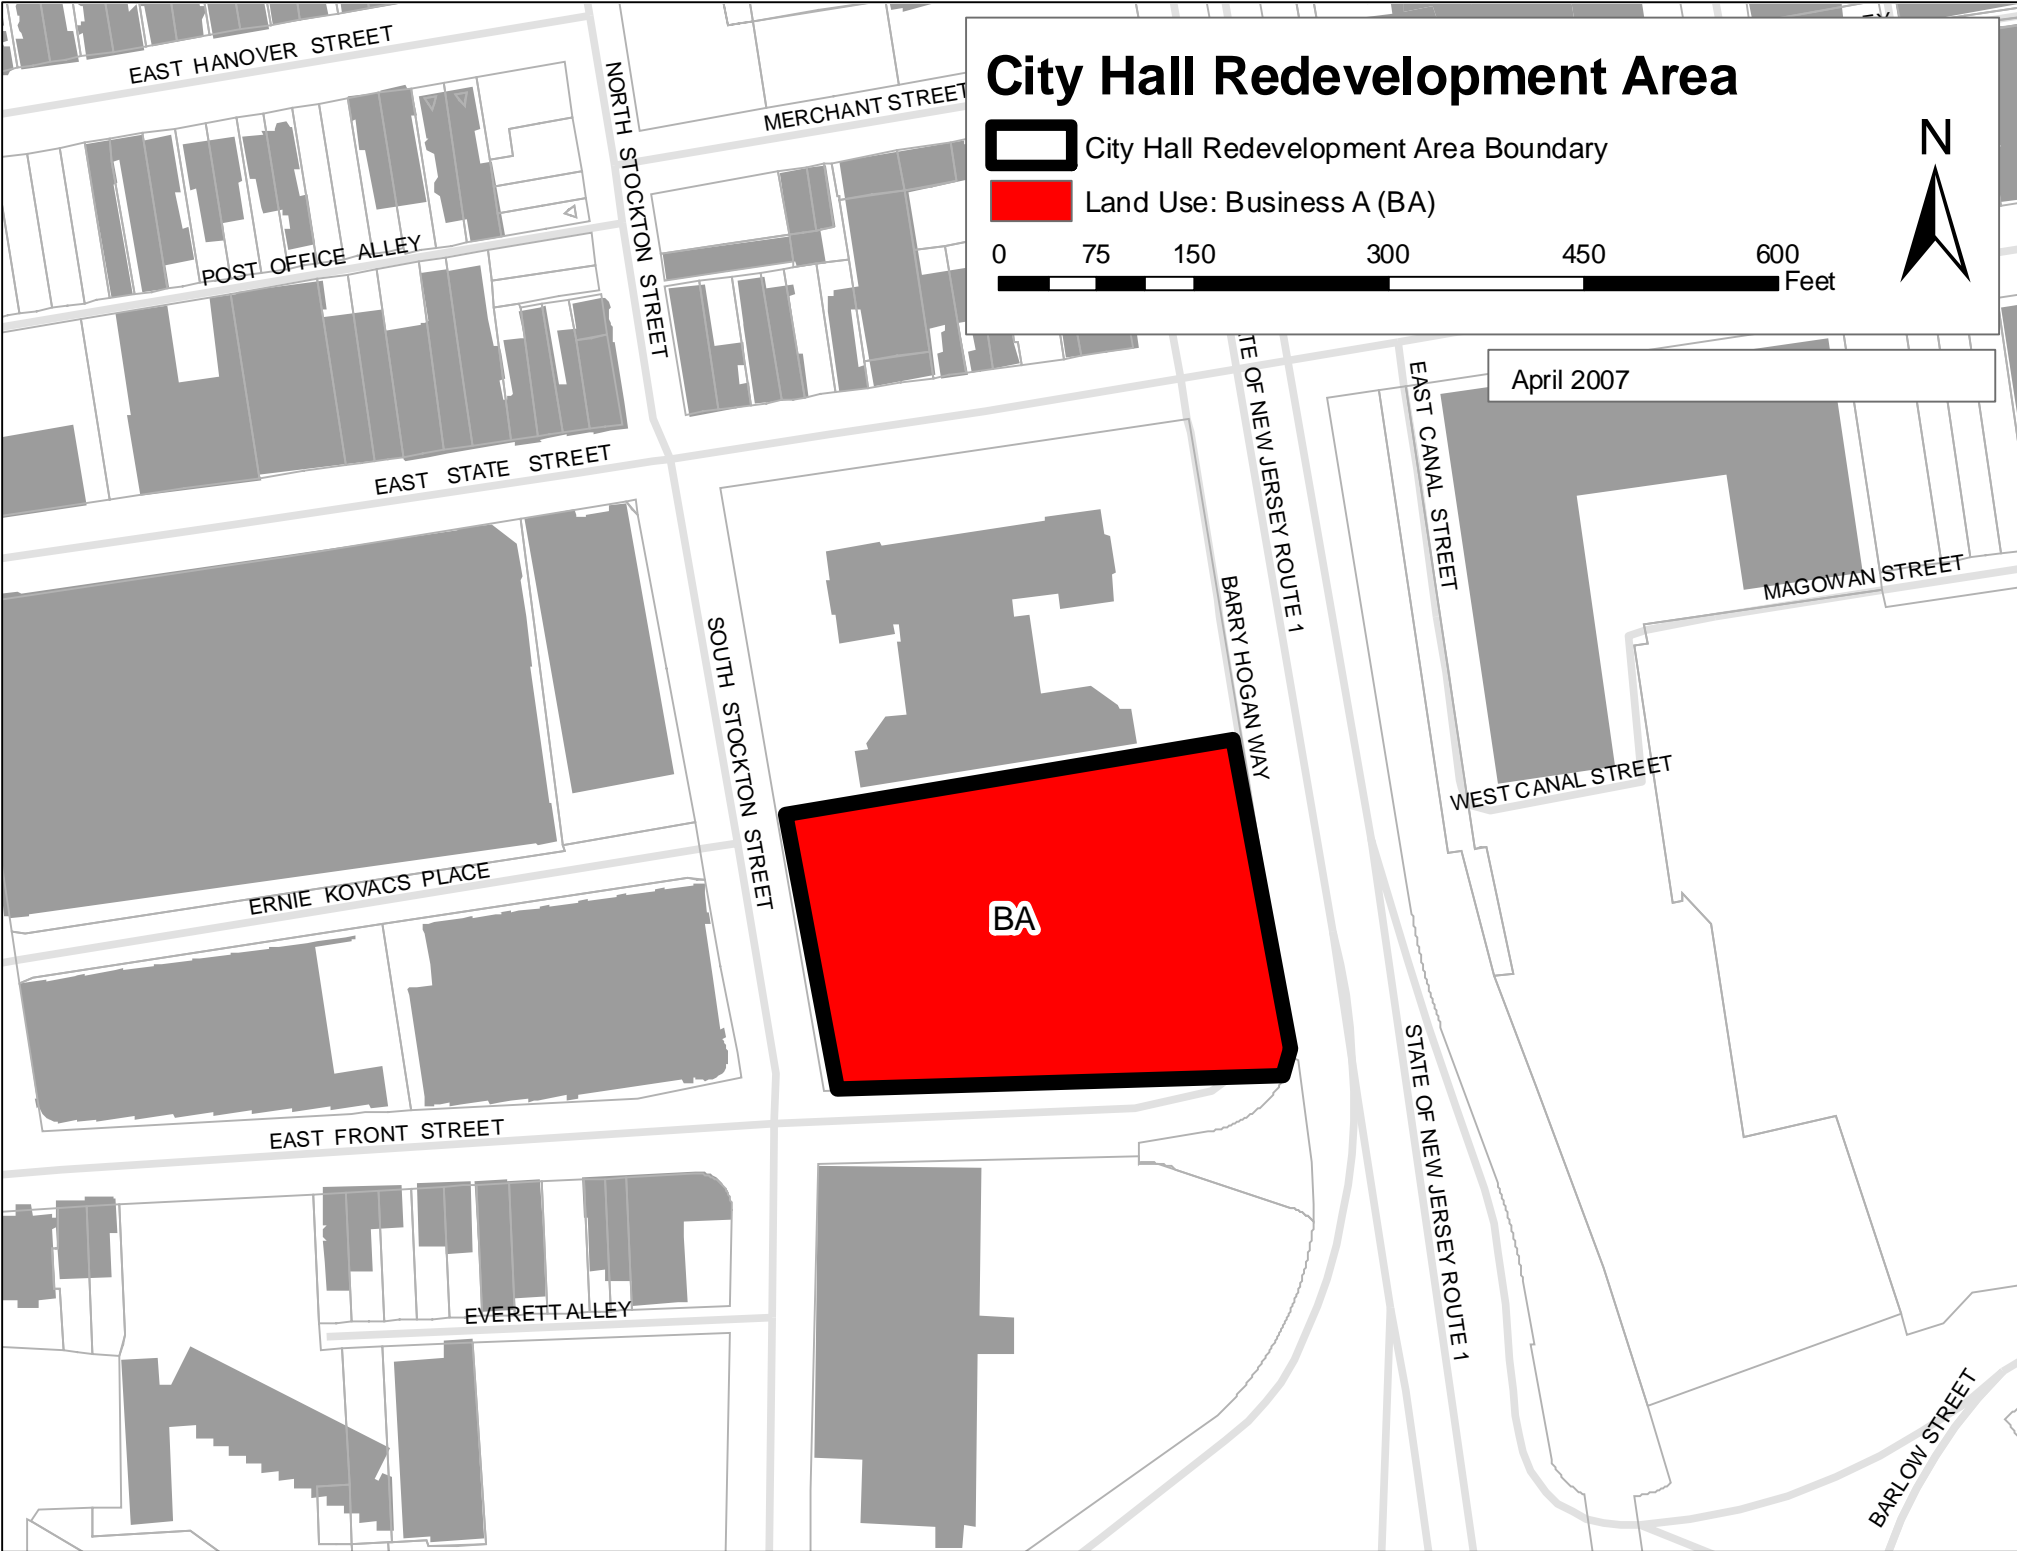 City Hall Redevelopment Area
City Hall Redevelopment Area Boundary
Land Use: Business A (BA)
N
0 75 150 300 450 600
Feet
April 2007
EAST HANOVER STREET
NORTH STOCKTON STREET
MERCHANT STREET
POST OFFICE ALLEY
EAST STATE STREET
TE OF NEW JERSEY ROUTE 1
EAST CANAL STREET
MAGOWAN STREET
BARRY HOGAN WAY
SOUTH STOCKTON STREET
WEST CANAL STREET
ERNIE KOVACS PLACE
BA
STATE OF NEW JERSEY ROUTE 1
EAST FRONT STREET
EVERETT ALLEY
BARLOW STREET